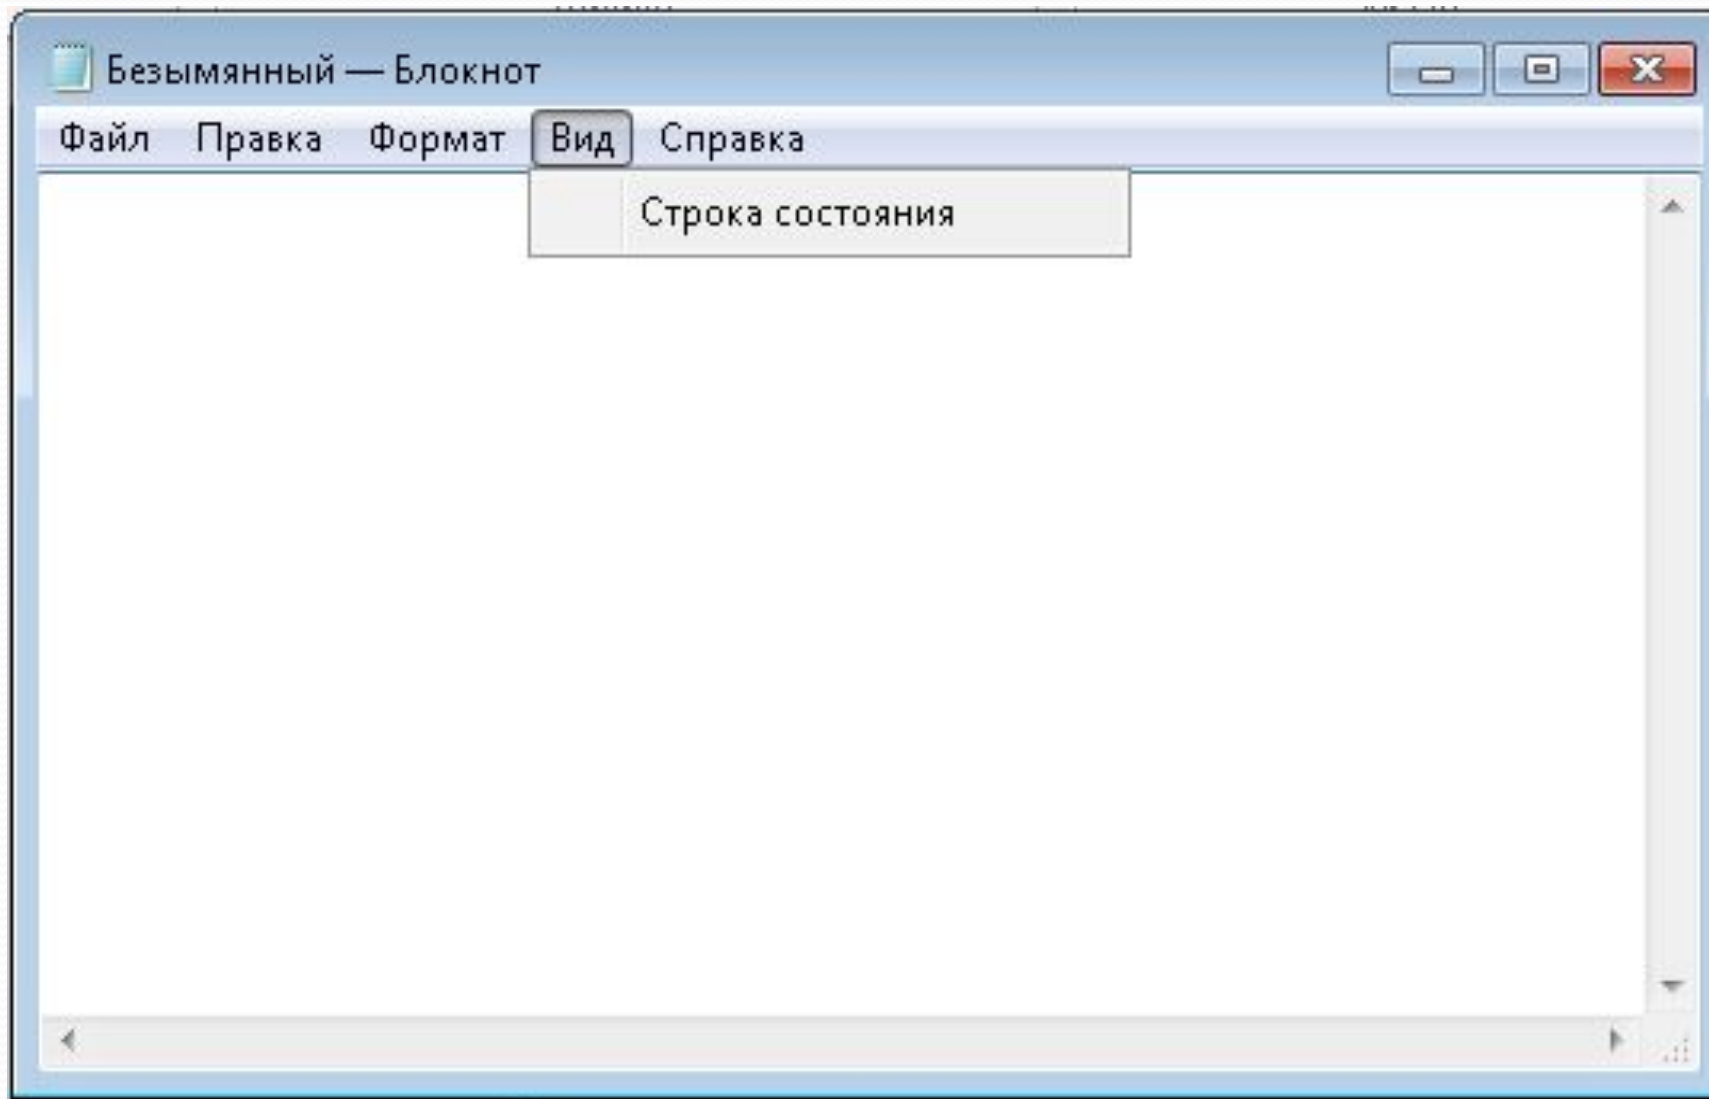 Безымянный — Блокнот
Файл Правка Формат Вид Справка
Строка состояния